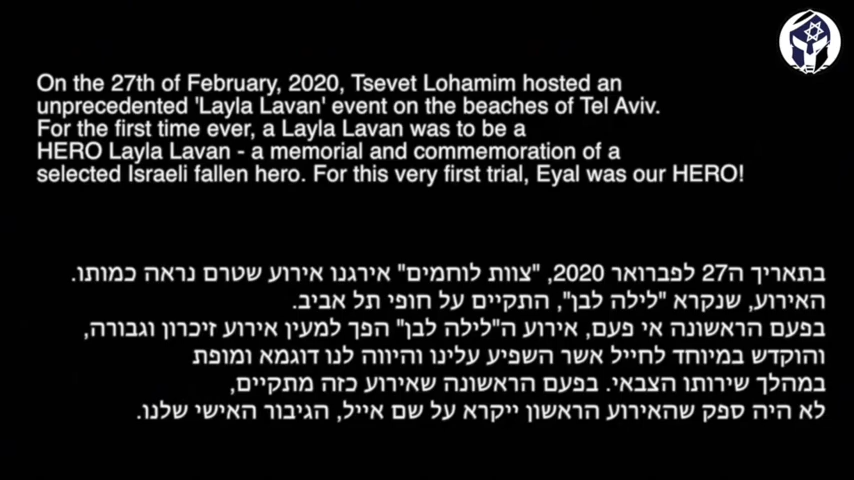 On the 27th of February, 2020, Tsevet Lohamim hosted an
unprecedented 'Layla Lavan' event on the beaches of Tel Aviv.
For the first time ever, a Layla Lavan was to be a
HERO Layla Lavan - a memorial and commemoration of a
selected Israeli fallen hero. For this very first trial, Eyal was our HERO!
בתאריך ה27 לפברואר 2020, "צוות לוחמים" אירגנו אירוע שטרם נראה כמותו.
האירוע, שנקרא "לילה לבן", התקיים על חופי תל אביב.
בפעם הראשונה אי פעם, אירוע ה"לילה לבן" הפך למעין אירוע זיכרון וגבורה,
והוקדש במיוחד לחייל אשר השפיע עלינו והיווה לנו דוגמא ומופת
במהלך שירותו הצבאי. בפעם הראשונה שאירוע כזה מתקיים,
לא היה ספק שהאירוע הראשון ייקרא על שם אייל, הגיבור האישי שלנו.